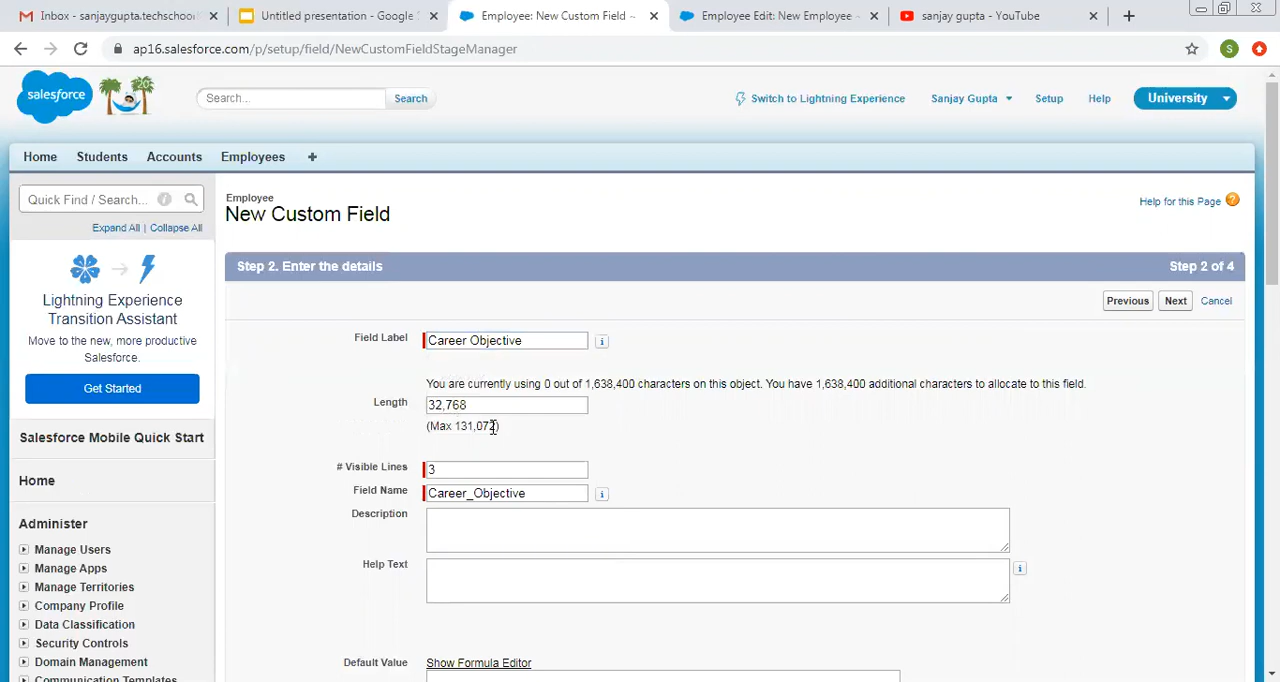 Inbox - sanjaygupta.techschool
Untitled presentation - Google
Employee: New Custom Field ~
Employee Edit: New Employee ~
sanjay gupta - YouTube
ap16.salesforce.com/p/setup/field/NewCustomFieldStageManager
S
salesforce
Search...
Search
Switch to Lightning Experience
Sanjay Gupta
Setup
Help
University
Home
Students
Accounts
Employees
Quick Find / Search...
Expand All | Collapse All
Lightning Experience
Transition Assistant
Move to the new, more productive
Salesforce.
Get Started
Salesforce Mobile Quick Start
Home
Administer
Manage Users
Manage Apps
Manage Territories
Company Profile
Data Classification
Security Controls
Domain Management
Communication Templates
Employee
New Custom Field
Help for this Page
Step 2. Enter the details
Step 2 of 4
Previous
Next
Cancel
Field Label
Career Objective
You are currently using 0 out of 1,638,400 characters on this object. You have 1,638,400 additional characters to allocate to this field.
Length
32,768
(Max 131,072)
# Visible Lines
3
Field Name
Career_Objective
Description
Help Text
Default Value
Show Formula Editor